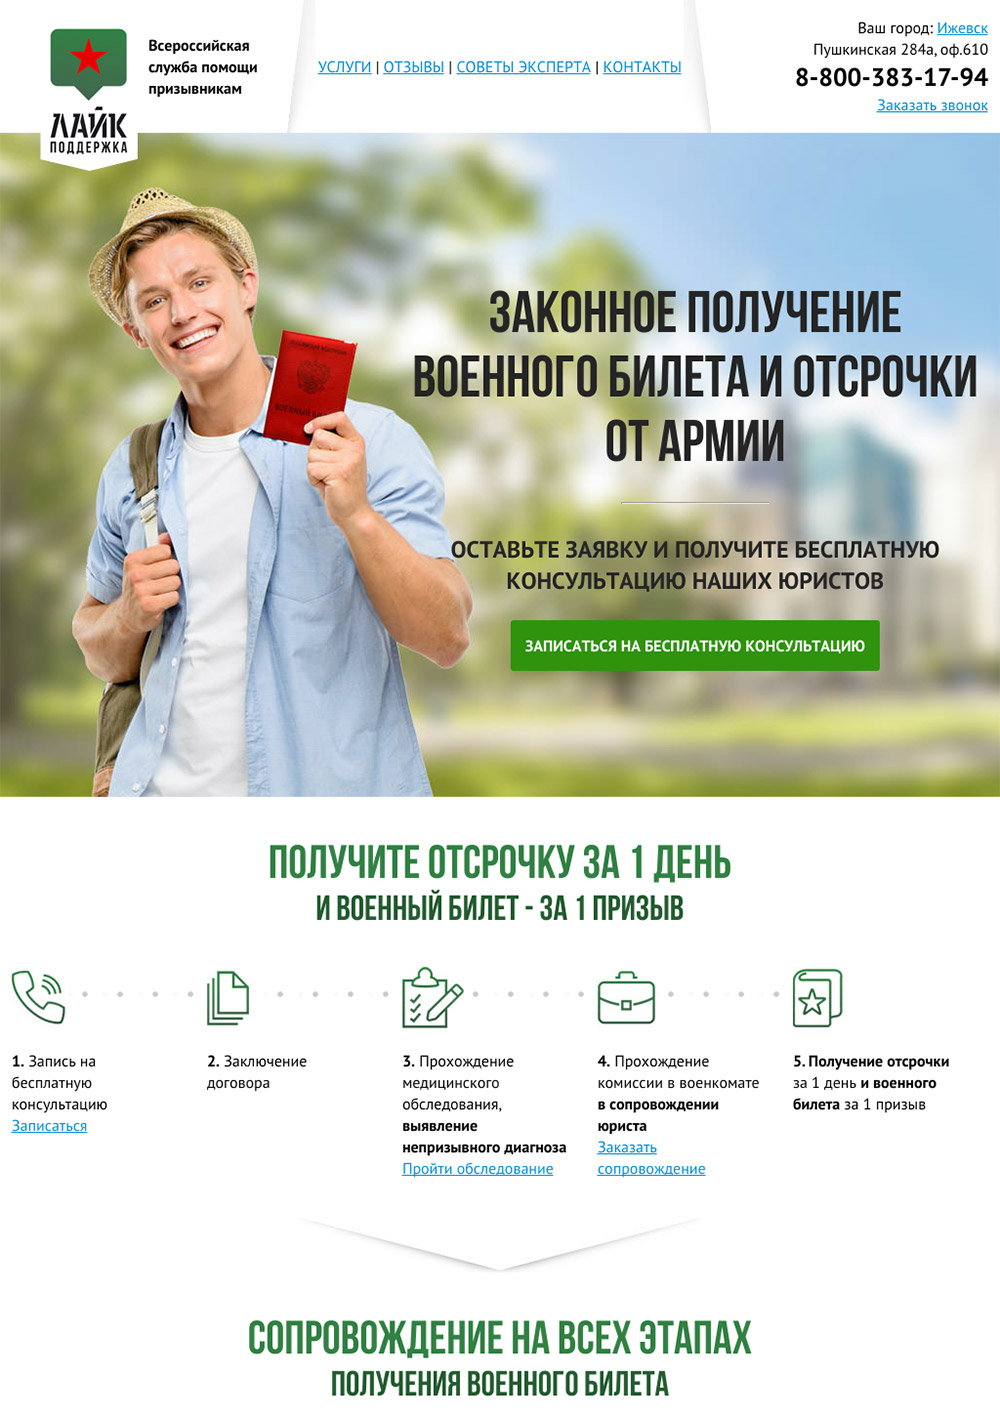 ЛАЙК
ПОДДЕРЖКА
Всероссийская
служба помощи
призывникам
УСЛУГИ | ОТЗЫВЫ | СОВЕТЫ ЭКСПЕРТА | КОНТАКТЫ
Ваш город: Ижевск
Пушкинская 284а, оф.610
8-800-383-17-94
Заказать звонок
РОССИЙСКАЯ ФЕДЕРАЦИЯ
ВОЕННЫЙ
ЗАКОННОЕ ПОЛУЧЕНИЕ
ВОЕННОГО БИЛЕТА И ОТСРОЧКИ
ОТ АРМИИ
ОСТАВЬТЕ ЗАЯВКУ И ПОЛУЧИТЕ БЕСПЛАТНУЮ
КОНСУЛЬТАЦИЮ НАШИХ ЮРИСТОВ
ЗАПИСАТЬСЯ НА БЕСПЛАТНУЮ КОНСУЛЬТАЦИЮ
ПОЛУЧИТЕ ОТСРОЧКУ ЗА 1 ДЕНЬ
И ВОЕННЫЙ БИЛЕТ - ЗА 1 ПРИЗЫВ
1. Запись на
бесплатную
консультацию
Записаться
2. Заключение
договора
3. Прохождение
медицинского
обследования,
выявление
непризывного диагноза
Пройти обследование
4. Прохождение
комиссии в военкомате
в сопровождении
юриста
Заказать
сопровождение
5. Получение отсрочки
за 1 день и военного
билета за 1 призыв
СОПРОВОЖДЕНИЕ НА ВСЕХ ЭТАПАХ
ПОЛУЧЕНИЯ ВОЕННОГО БИЛЕТА